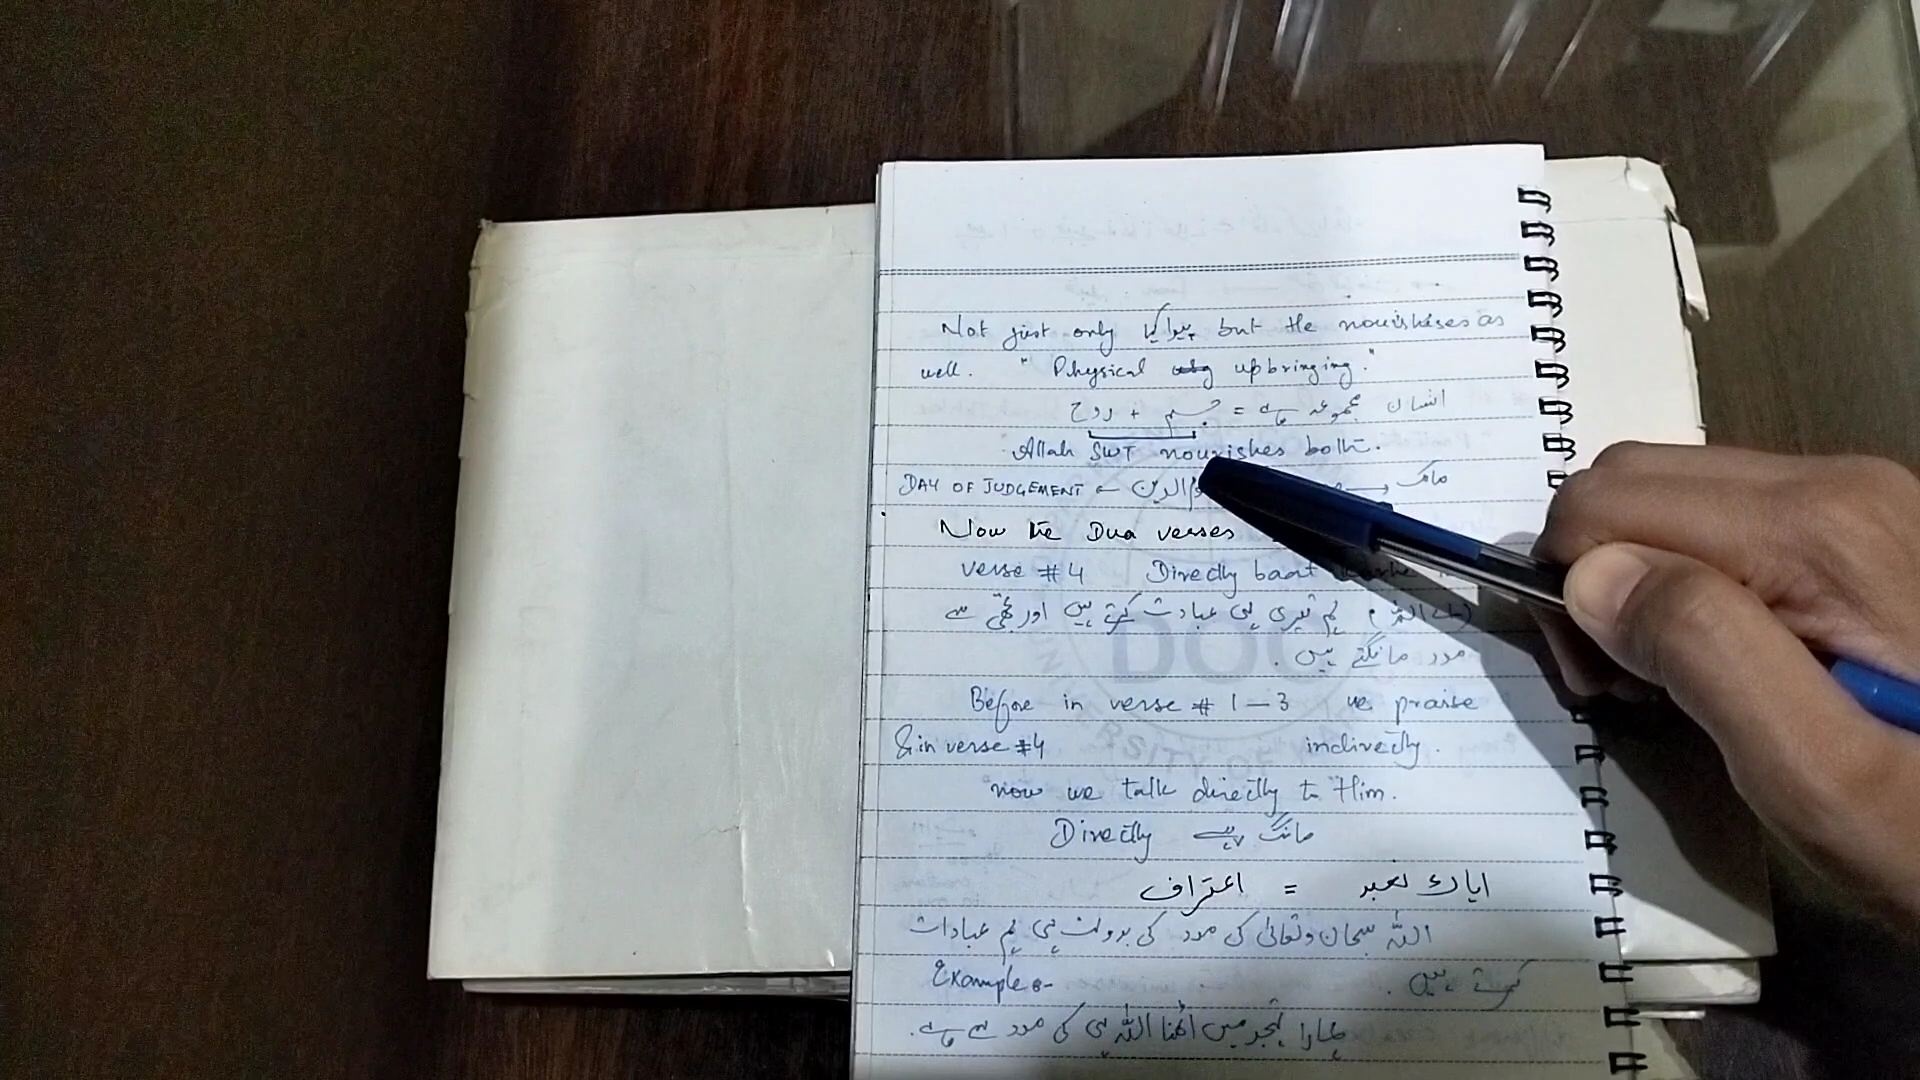 Not just only پیدا کیا but He nourishes as
well. "Physical upbringing."
انسان مجموعہ ہے = جسم + روح
Allah SWT nourishes both.
مالک → یوم الدین → DAY OF JUDGEMENT
Now the Dua verses
verse #4 Directly baat
ہم تیری ہی عبادت کرتے ہیں اور تجھی سے
مدد مانگتے ہیں.
Before in verse # 1 — 3 we praise
& in verse #4 indirectly.
now we talk directly to Him.
Directly مانگ رہے
ایاک نعبد = اعتراف
اللہ سبحان وتعالیٰ کی مدد کی بدولت ہی ہم عبادات
کرتے ہیں.
Example:-
ہمارا تہجد میں اٹھنا اللہ ہی کی مدد سے ہے.
DOC